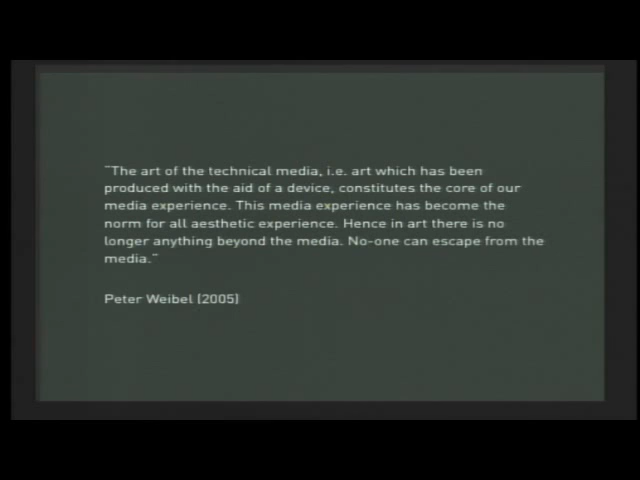 "The art of the technical media, i.e. art which has been
produced with the aid of a device, constitutes the core of our
media experience. This media experience has become the
norm for all aesthetic experience. Hence in art there is no
longer anything beyond the media. No-one can escape from the
media."
Peter Weibel (2005)